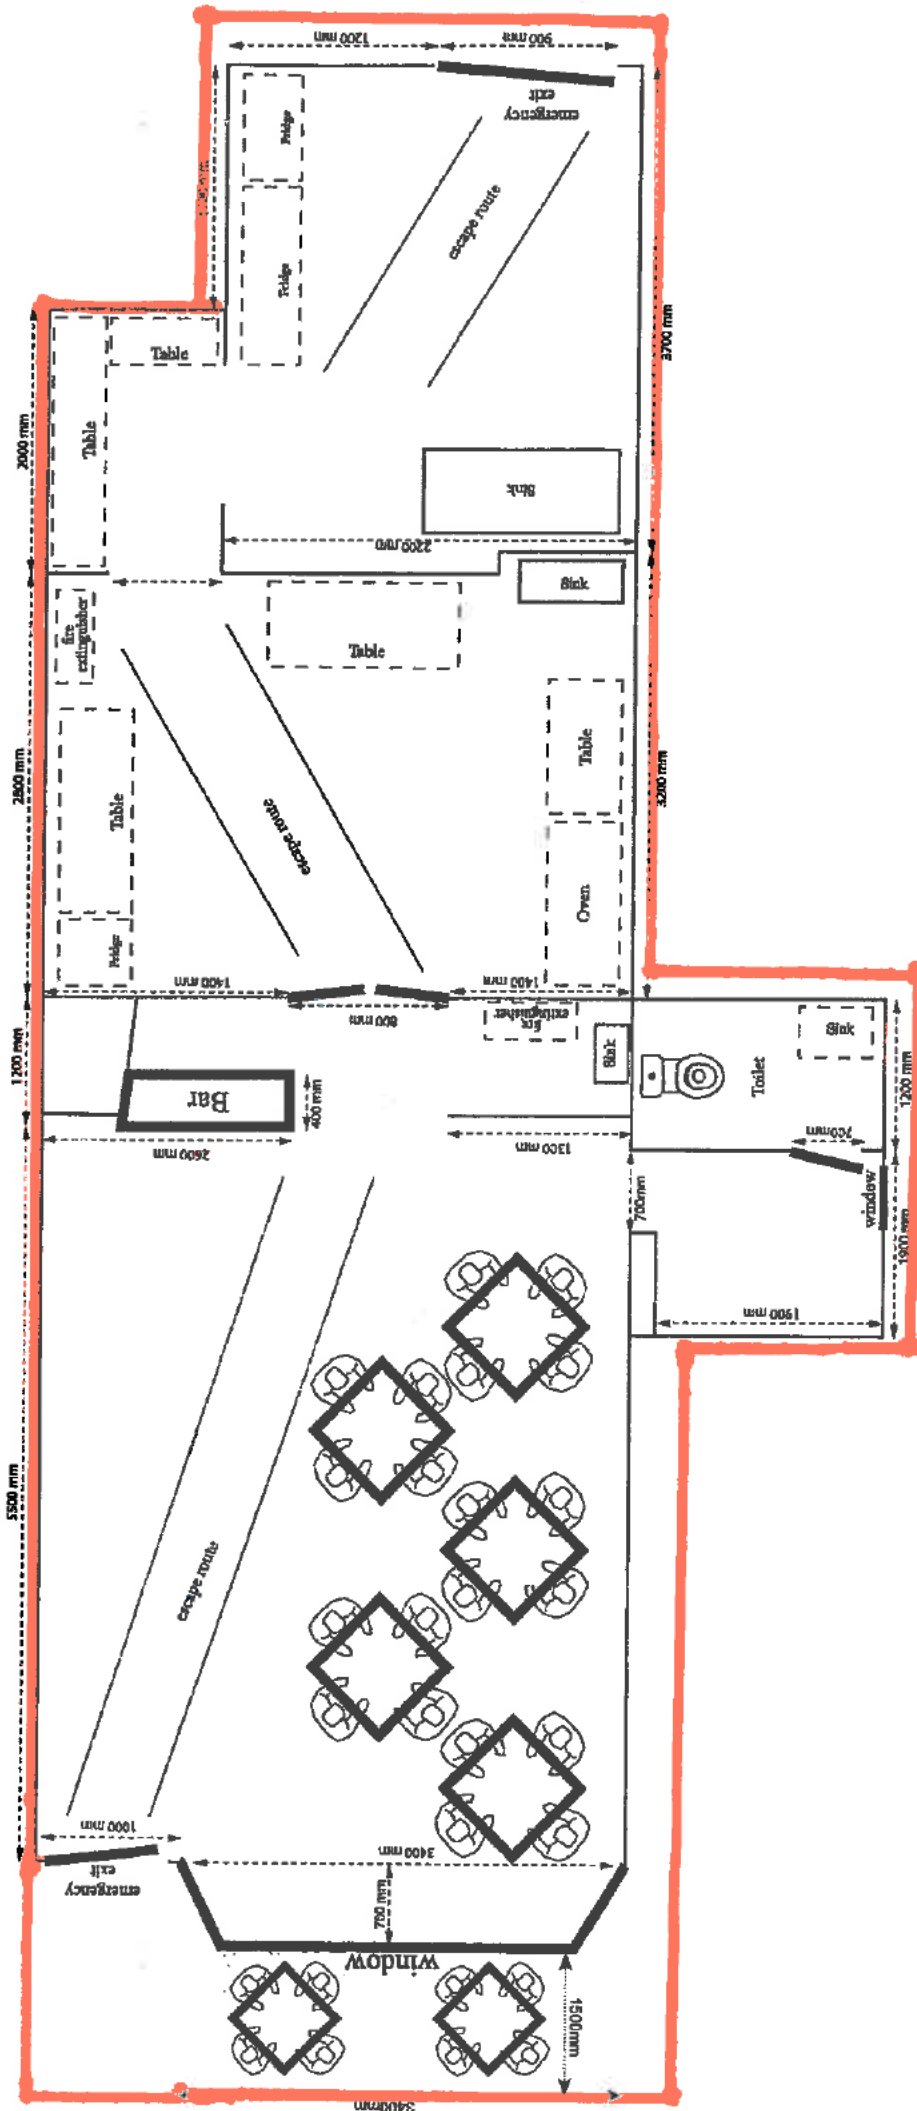 1200 mm
900 mm
emergency
exit
Fridge
Fridge
escape route
Table
Table
2000 mm
3700 mm
Sink
2200 mm
Sink
fire
extinguisher
Table
Table
2800 mm
Table
3200 mm
escape route
Oven
Fridge
1400 mm
1400 mm
800 mm
fire
extinguisher
Sink
Sink
Toilet
1200 mm
Bar
400 mm
1200 mm
700mm
2600 mm
1300 mm
700mm
window
1900 mm
1900 mm
5500 mm
escape route
1000 mm
emergency
exit
3400 mm
760 mm
window
1500mm
3400mm